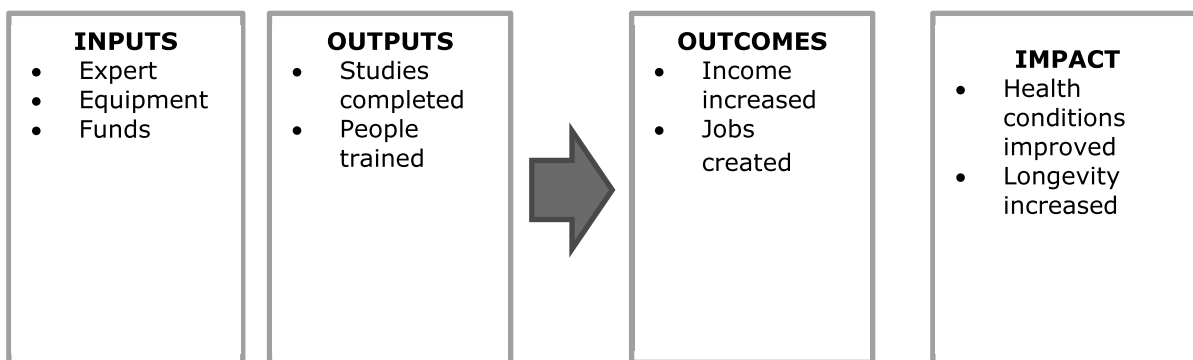 INPUTS
• Expert
• Equipment
• Funds
OUTPUTS
• Studies
completed
• People
trained
OUTCOMES
• Income
increased
• Jobs
created
IMPACT
• Health
conditions
improved
• Longevity
increased